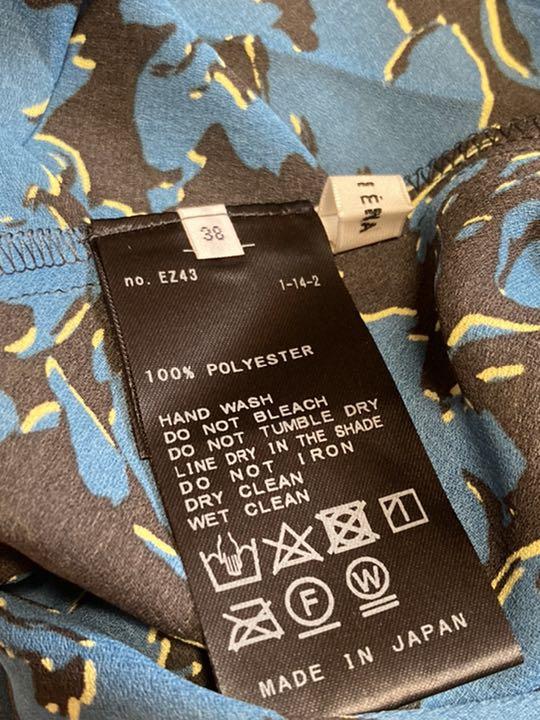 38
no. EZ43
1-14-2
100% POLYESTER
HAND WASH
DO NOT BLEACH
DO NOT TUMBLE DRY
LINE DRY IN THE SHADE
DO NOT IRON
DRY CLEAN
WET CLEAN
F
W
MADE IN JAPAN